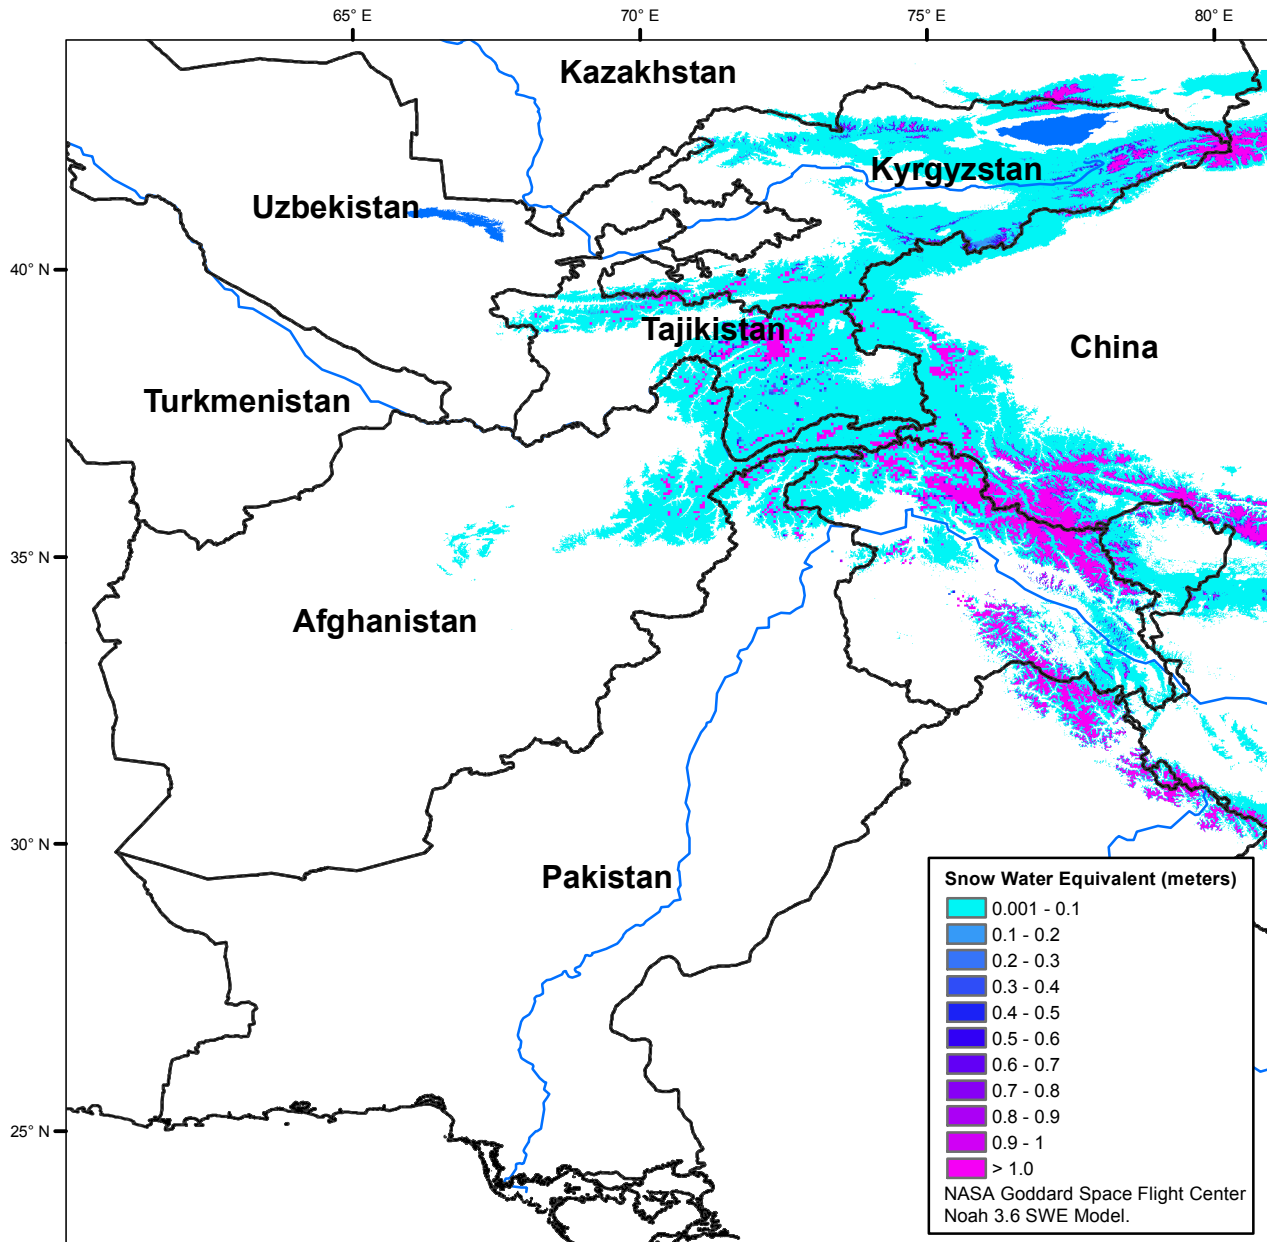 65° E
70° E
75° E
80° E
Kazakhstan
Kyrgyzstan
Uzbekistan
40° N
Tajikistan
China
Turkmenistan
35° N
Afghanistan
30° N
Pakistan
25° N
Snow Water Equivalent (meters)
0.001 - 0.1
0.1 - 0.2
0.2 - 0.3
0.3 - 0.4
0.4 - 0.5
0.5 - 0.6
0.6 - 0.7
0.7 - 0.8
0.8 - 0.9
0.9 - 1
> 1.0
NASA Goddard Space Flight Center
Noah 3.6 SWE Model.